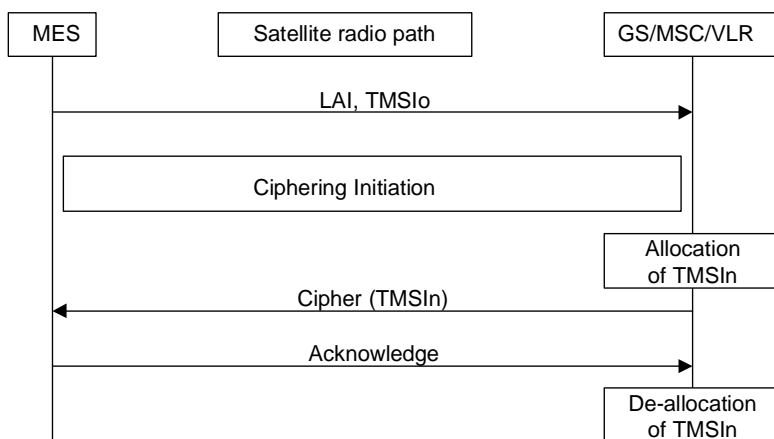 MES
Satellite radio path
GS/MSC/VLR
LAI, TMSIo
Ciphering Initiation
Allocation
of TMSIn
Cipher (TMSIn)
Acknowledge
De-allocation
of TMSIn